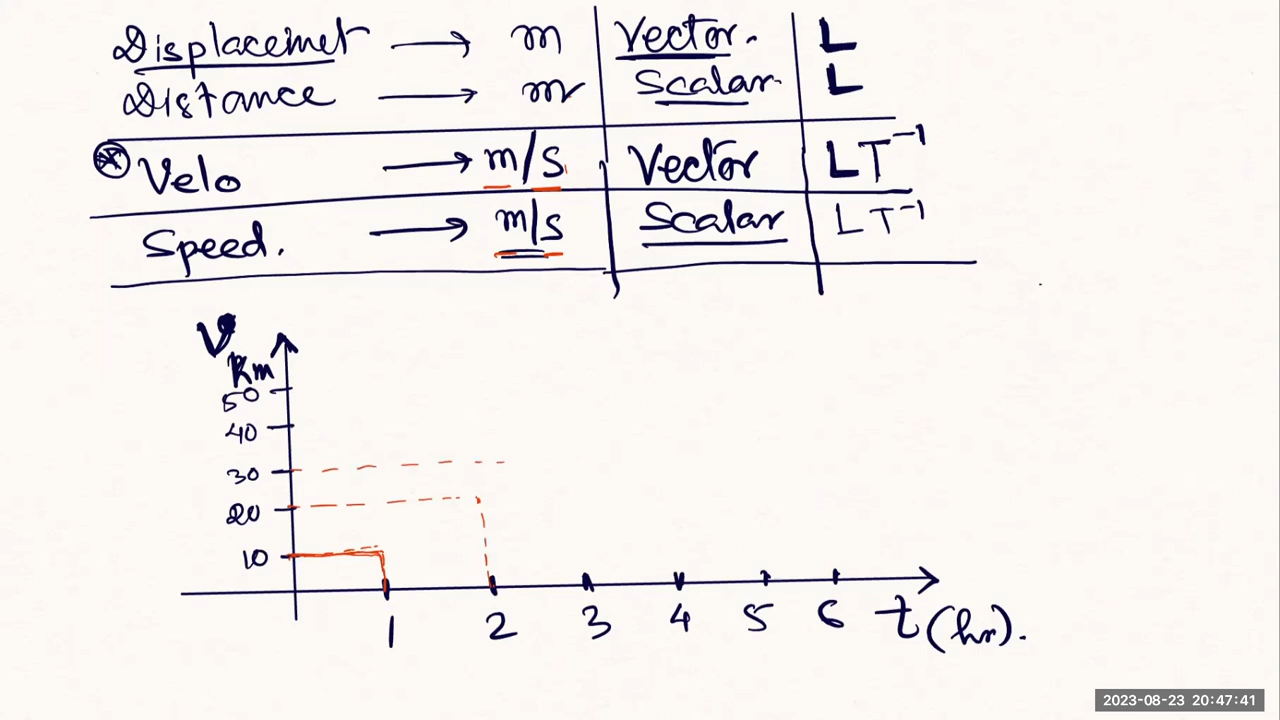 Displacemet → m | Vector. | L
Distance → m | Scalar. | L
Velo → m/s | Vector | LT⁻¹
Speed. → m/s | Scalar | LT⁻¹
V
Km
50
40
30
20
10
1 2 3 4 5 6 t (hr).
2023-08-23 20:47:41